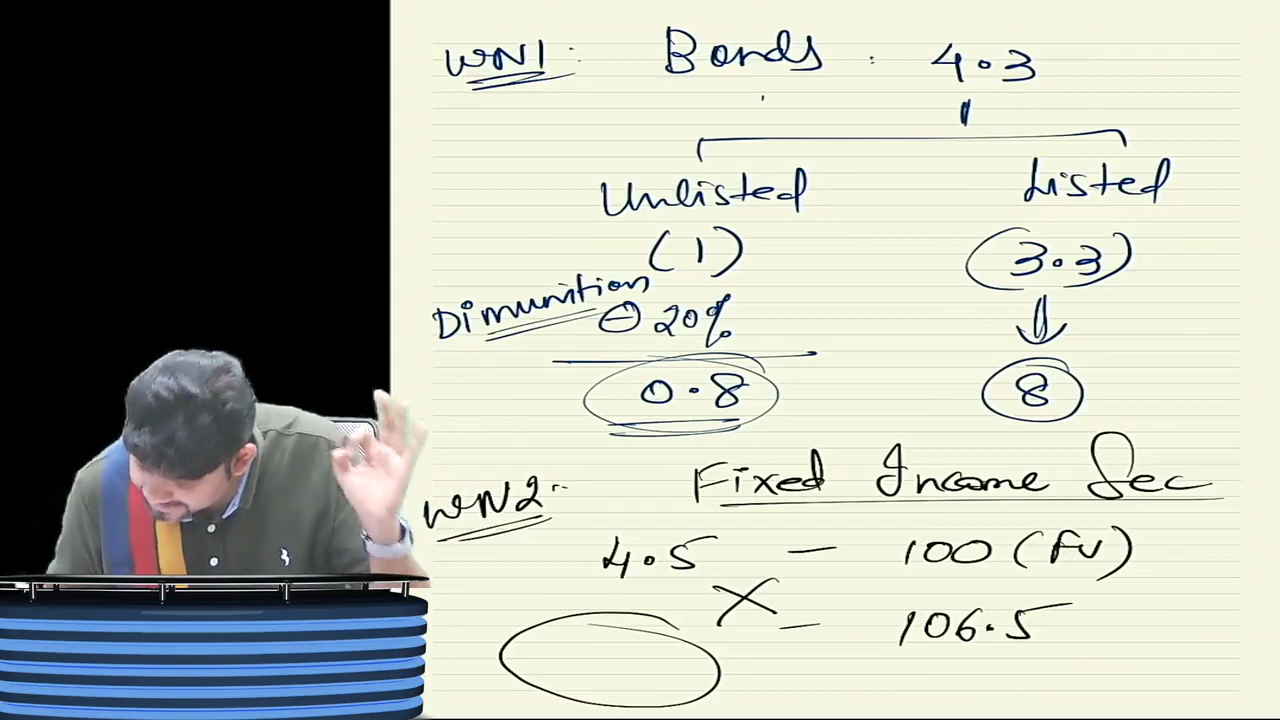 WN1: Bonds : 4.3
Unlisted Listed
(1) (3.3)
Dimunition ⊖ 20%
0.8 8
WN2:- Fixed Income Sec
4.5 — 100 (FV)
X — 106.5